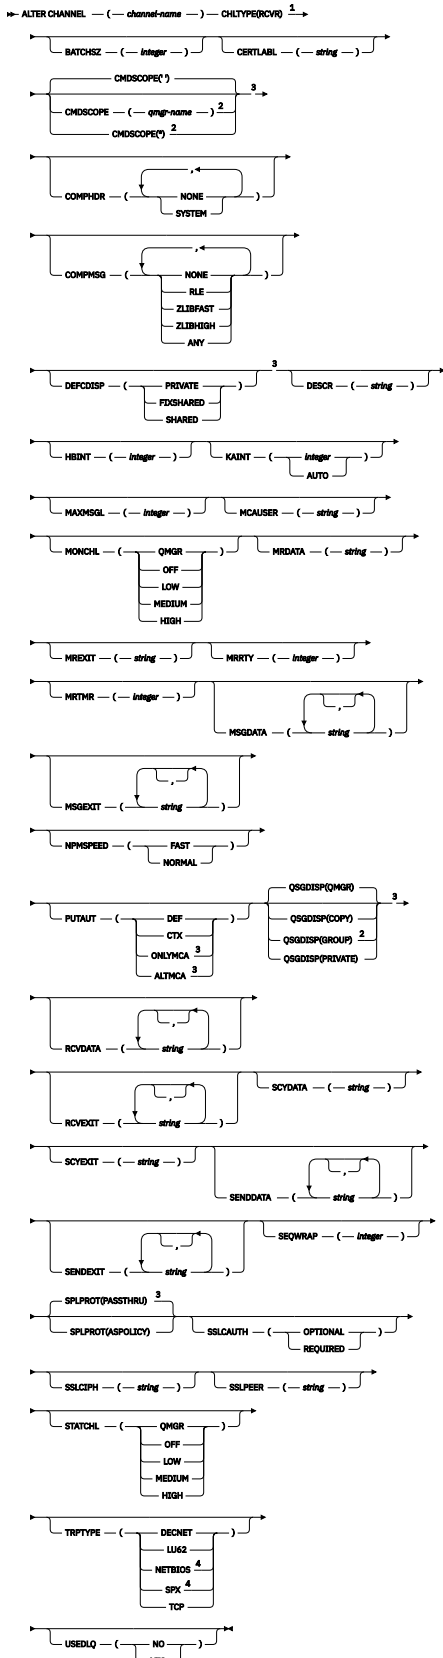 ALTER CHANNEL ( channel-name ) CHLTYPE(RCVR) 1
BATCHSZ ( integer ) CERTLABL ( string )
CMDSCOPE(' ')
3
CMDSCOPE ( qmgr-name ) 2
CMDSCOPE(*) 2
,
COMPHDR ( NONE )
SYSTEM
,
COMPMSG ( NONE )
RLE
ZLIBFAST
ZLIBHIGH
ANY
3
DEFCDISP ( PRIVATE ) DESCR ( string )
FIXSHARED
SHARED
HBINT ( integer ) KAINT ( integer )
AUTO
MAXMSGL ( integer ) MCAUSER ( string )
MONCHL ( QMGR ) MRDATA ( string )
OFF
LOW
MEDIUM
HIGH
MREXIT ( string ) MRRTY ( integer )
MRTMR ( integer ) ,
MSGDATA ( string )
,
MSGEXIT ( string )
NPMSPEED ( FAST )
NORMAL
QSGDISP(QMGR) 3
PUTAUT ( DEF ) QSGDISP(COPY)
CTX
ONLYMCA 3 QSGDISP(GROUP) 2
ALTMCA 3 QSGDISP(PRIVATE)
,
RCVDATA ( string )
, SCYDATA ( string )
RCVEXIT ( string )
SCYEXIT ( string ) ,
SENDDATA ( string )
, SEQWRAP ( integer )
SENDEXIT ( string )
SPLPROT(PASSTHRU) 3
SPLPROT(ASPOLICY) SSLCAUTH ( OPTIONAL )
REQUIRED
SSLCIPH ( string ) SSLPEER ( string )
STATCHL ( QMGR )
OFF
LOW
MEDIUM
HIGH
TRPTYPE ( DECNET )
LU62
NETBIOS 4
SPX 4
TCP
USEDLQ ( NO )